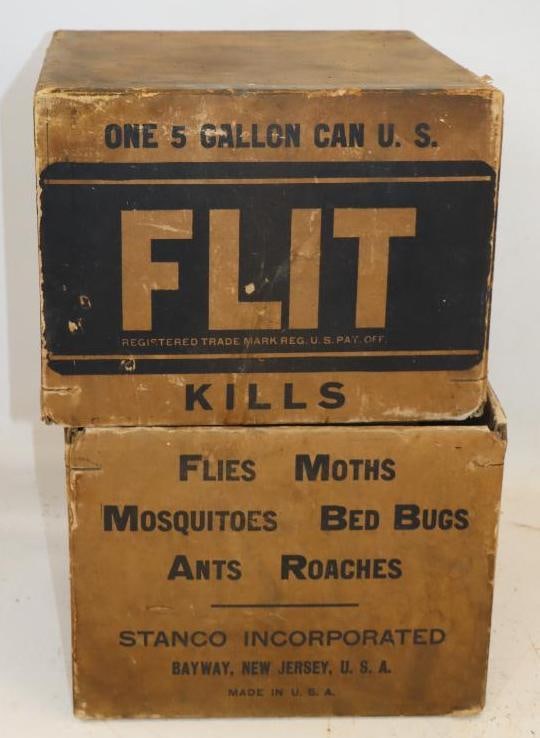 ONE 5 GALLON CAN U. S.
FLIT
REGISTERED TRADE MARK REG. U. S. PAT. OFF.
KILLS
FLIES MOTHS
MOSQUITOES BED BUGS
ANTS ROACHES
STANCO INCORPORATED
BAYWAY, NEW JERSEY, U. S. A.
MADE IN U. S. A.